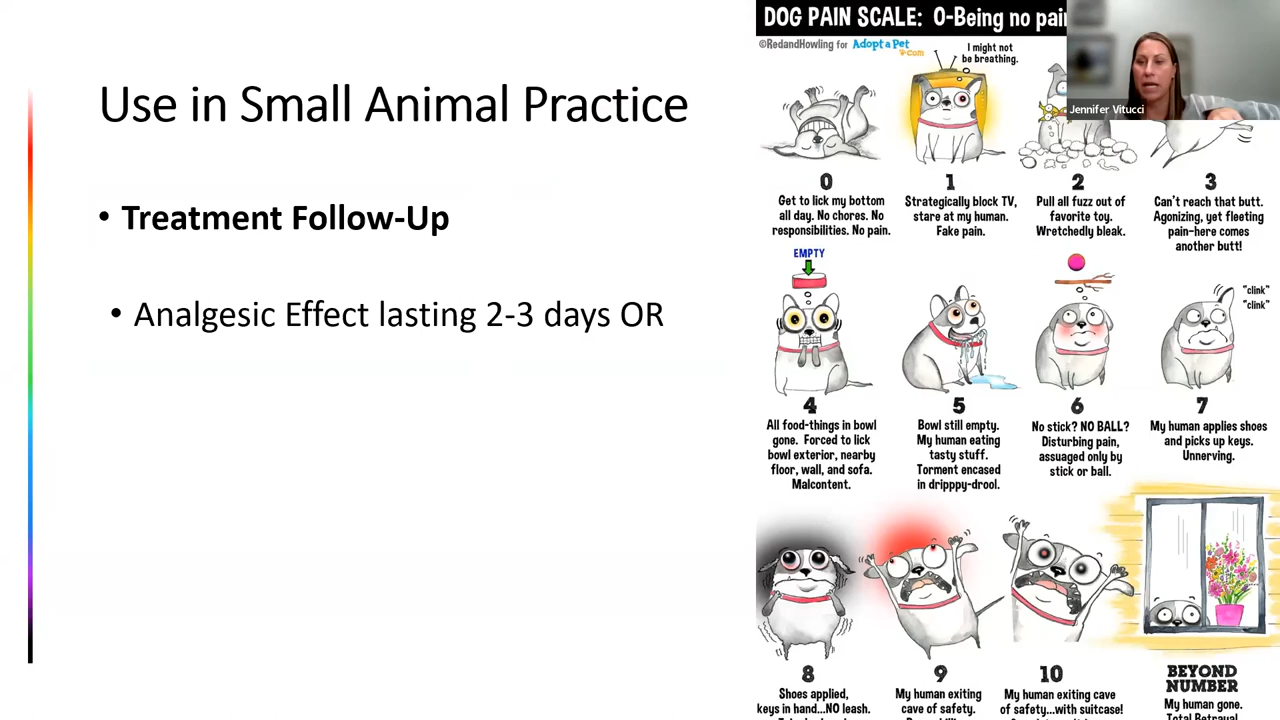 DOG PAIN SCALE: 0-Being no pain
©RedandHowling for Adopt a Pet.com
Jennifer Vitucci
Use in Small Animal Practice
• Treatment Follow-Up
• Analgesic Effect lasting 2-3 days OR
I might not
be breathing.
0
Get to lick my bottom
all day. No chores. No
responsibilities. No pain.
1
Strategically block TV,
stare at my human.
Fake pain.
2
Pull all fuzz out of
favorite toy.
Wretchedly bleak.
3
Can't reach that butt.
Agonizing, yet fleeting
pain-here comes
another butt!
EMPTY
4
All food-things in bowl
gone. Forced to lick
bowl exterior, nearby
floor, wall, and sofa.
Malcontent.
5
Bowl still empty.
My human eating
tasty stuff.
Torment encased
in dripppy-drool.
6
No stick? NO BALL?
Disturbing pain,
assuaged only by
stick or ball.
"clink"
"clink"
7
My human applies shoes
and picks up keys.
Unnerving.
8
Shoes applied,
keys in hand...NO leash.
9
My human exiting
cave of safety.
10
My human exiting cave
of safety...with suitcase!
BEYOND
NUMBER
My human gone.
Total Betrayal